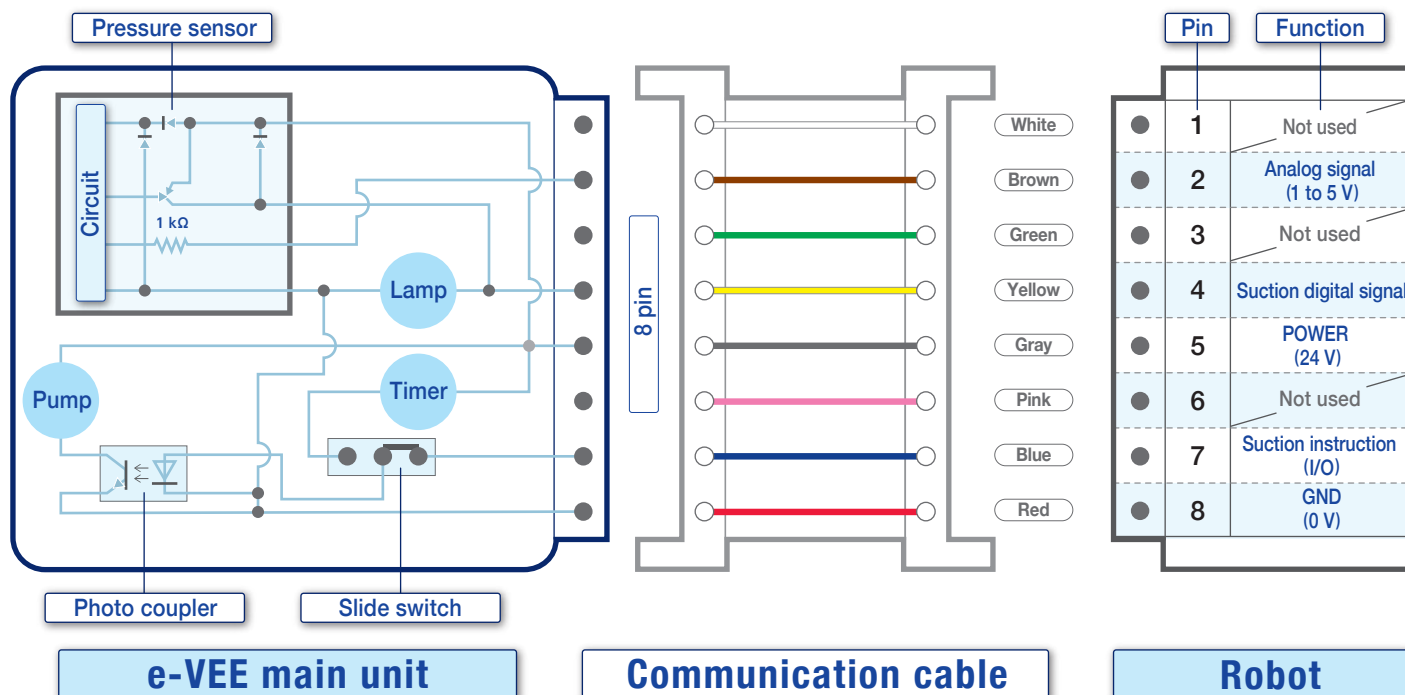 Pressure sensor
Pin
Function
Circuit
1 kΩ
Lamp
Pump
Timer
8 pin
White
1
Not used
Brown
2
Analog signal
(1 to 5 V)
Green
3
Not used
Yellow
4
Suction digital signal
Gray
5
POWER
(24 V)
Pink
6
Not used
Blue
7
Suction instruction
(I/O)
Red
8
GND
(0 V)
Photo coupler
Slide switch
e-VEE main unit
Communication cable
Robot